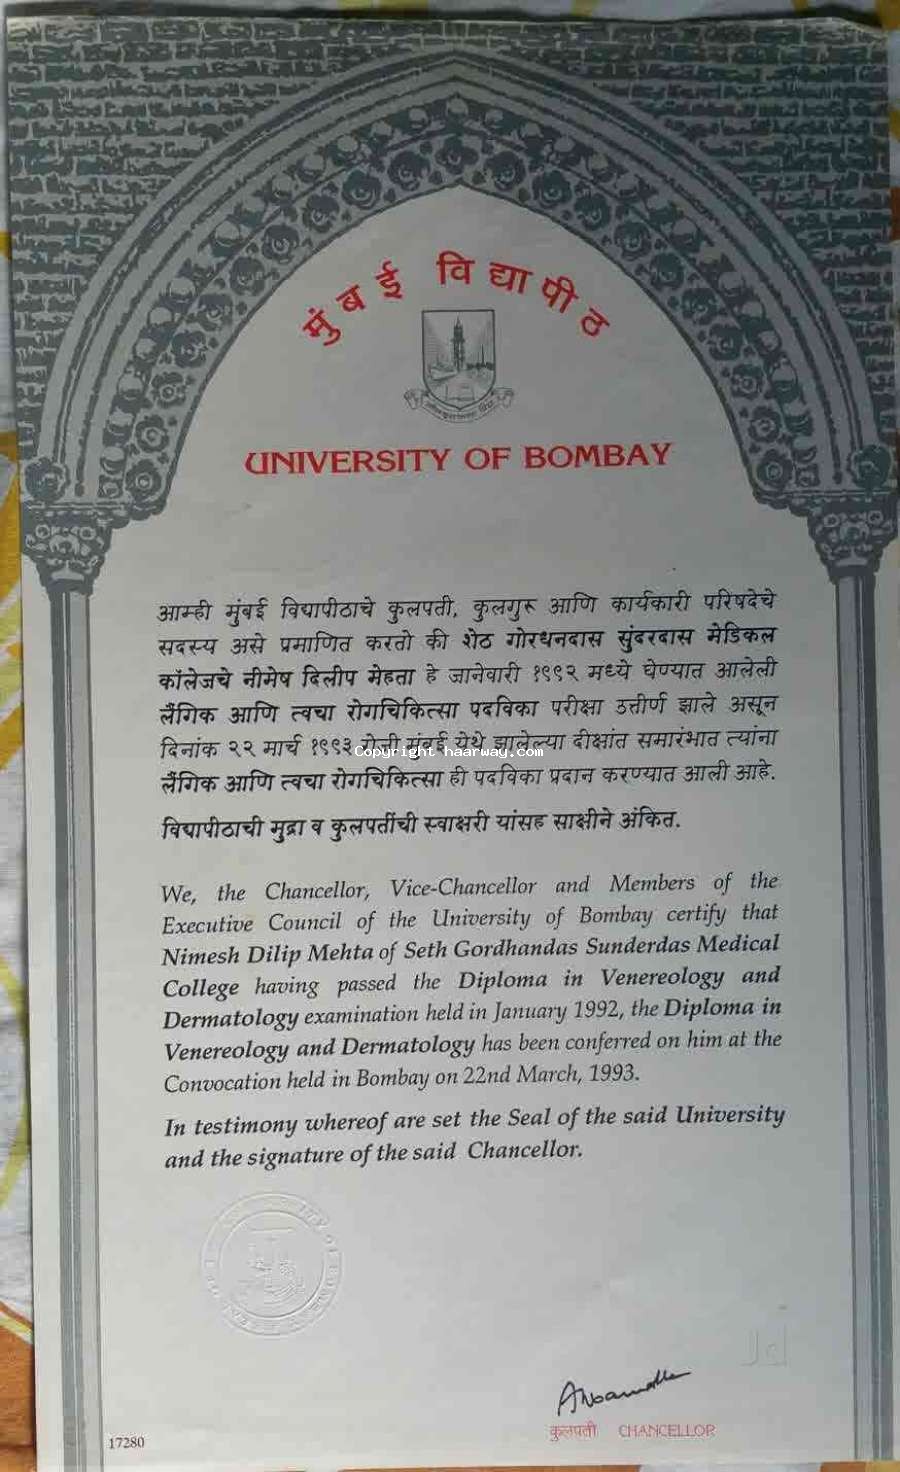 मुंबई विद्यापीठ
UNIVERSITY OF BOMBAY
आम्ही मुंबई विद्यापीठाचे कुलपती, कुलगुरू आणि कार्यकारी परिषदेचे
सदस्य असे प्रमाणित करतो की शेठ गोरधनदास सुंदरदास मेडिकल
कॉलेजचे नीमेष दिलीप मेहता हे जानेवारी १९९२ मध्ये घेण्यात आलेली
लैंगिक आणि त्वचा रोगचिकित्सा पदविका परीक्षा उत्तीर्ण झाले असून
दिनांक २२ मार्च १९९३ रोजी मुंबई येथे झालेल्या दीक्षांत समारंभात त्यांना
Copyright haarway.com
लैंगिक आणि त्वचा रोगचिकित्सा ही पदविका प्रदान करण्यात आली आहे.
विद्यापीठाची मुद्रा व कुलपतींची स्वाक्षरी यांसह साक्षीने अंकित.
We, the Chancellor, Vice-Chancellor and Members of the
Executive Council of the University of Bombay certify that
Nimesh Dilip Mehta of Seth Gordhandas Sunderdas Medical
College having passed the Diploma in Venereology and
Dermatology examination held in January 1992, the Diploma in
Venereology and Dermatology has been conferred on him at the
Convocation held in Bombay on 22nd March, 1993.
In testimony whereof are set the Seal of the said University
and the signature of the said Chancellor.
Jd
कुलपती CHANCELLOR
17280